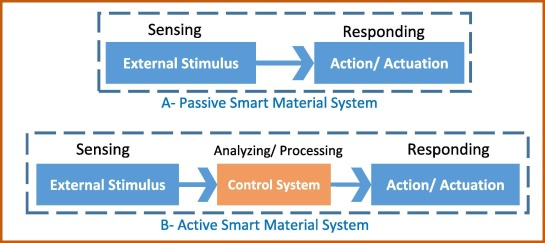 Sensing
Responding
External Stimulus
Action/ Actuation
A- Passive Smart Material System
Sensing
Analyzing/ Processing
Responding
External Stimulus
Control System
Action/ Actuation
B- Active Smart Material System